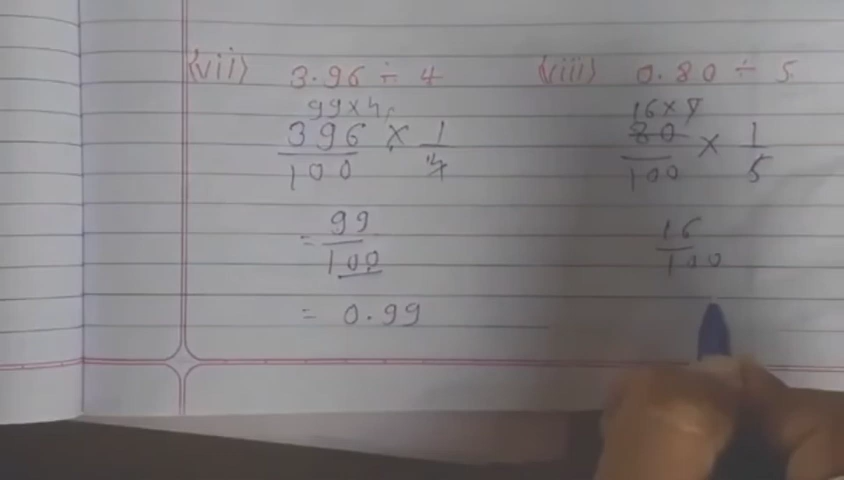 (vii) 3.96 ÷ 4
99×4
396/100 × 1/4
= 99/100
= 0.99
(viii) 0.80 ÷ 5
16×
80/100 × 1/5
16/100